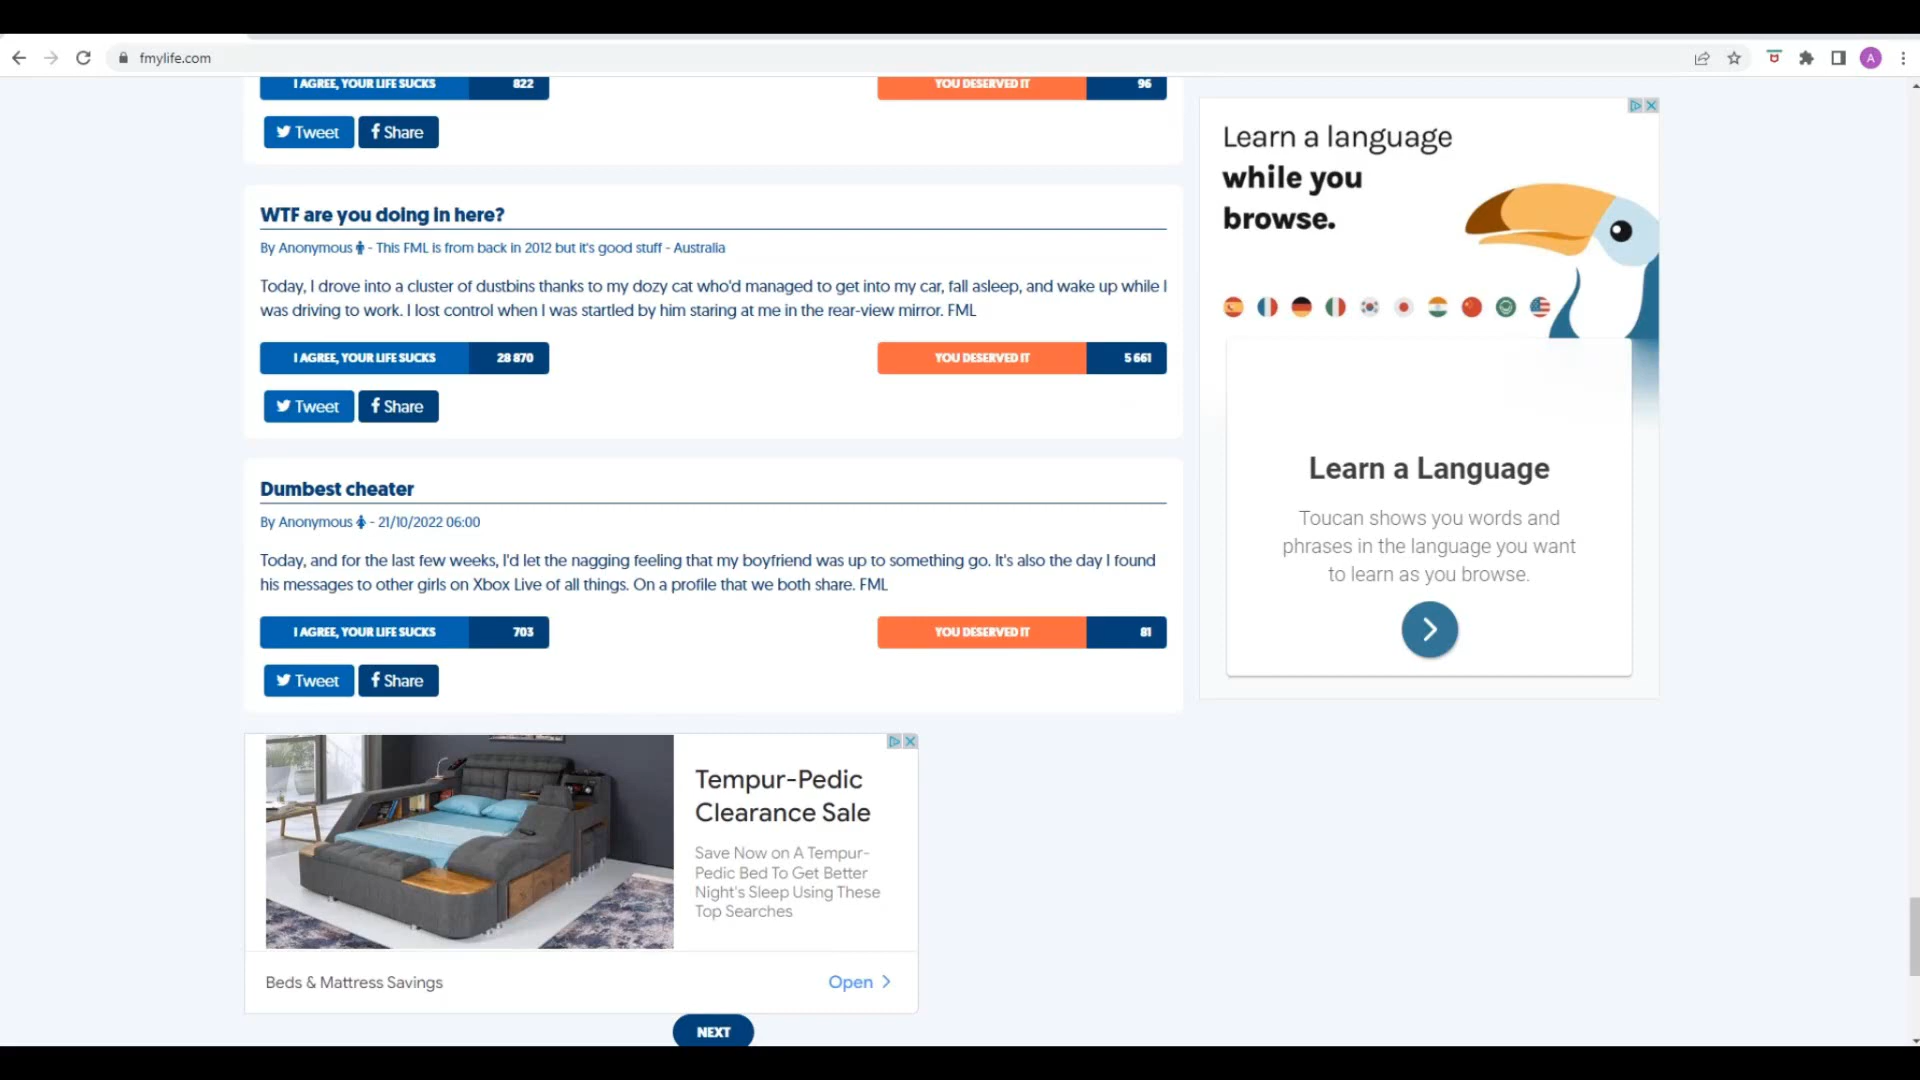 fmylife.com
A
I AGREE, YOUR LIFE SUCKS 822
YOU DESERVED IT 96
Tweet Share
WTF are you doing in here?
By Anonymous - This FML is from back in 2012 but it's good stuff - Australia
Today, I drove into a cluster of dustbins thanks to my dozy cat who'd managed to get into my car, fall asleep, and wake up while I
was driving to work. I lost control when I was startled by him staring at me in the rear-view mirror. FML
I AGREE, YOUR LIFE SUCKS 28 870
YOU DESERVED IT 5 661
Tweet Share
Dumbest cheater
By Anonymous - 21/10/2022 06:00
Today, and for the last few weeks, I'd let the nagging feeling that my boyfriend was up to something go. It's also the day I found
his messages to other girls on Xbox Live of all things. On a profile that we both share. FML
I AGREE, YOUR LIFE SUCKS 703
YOU DESERVED IT 81
Tweet Share
Tempur-Pedic
Clearance Sale
Save Now on A Tempur-
Pedic Bed To Get Better
Night's Sleep Using These
Top Searches
Beds & Mattress Savings
Open
NEXT
Learn a language
while you
browse.
Learn a Language
Toucan shows you words and
phrases in the language you want
to learn as you browse.